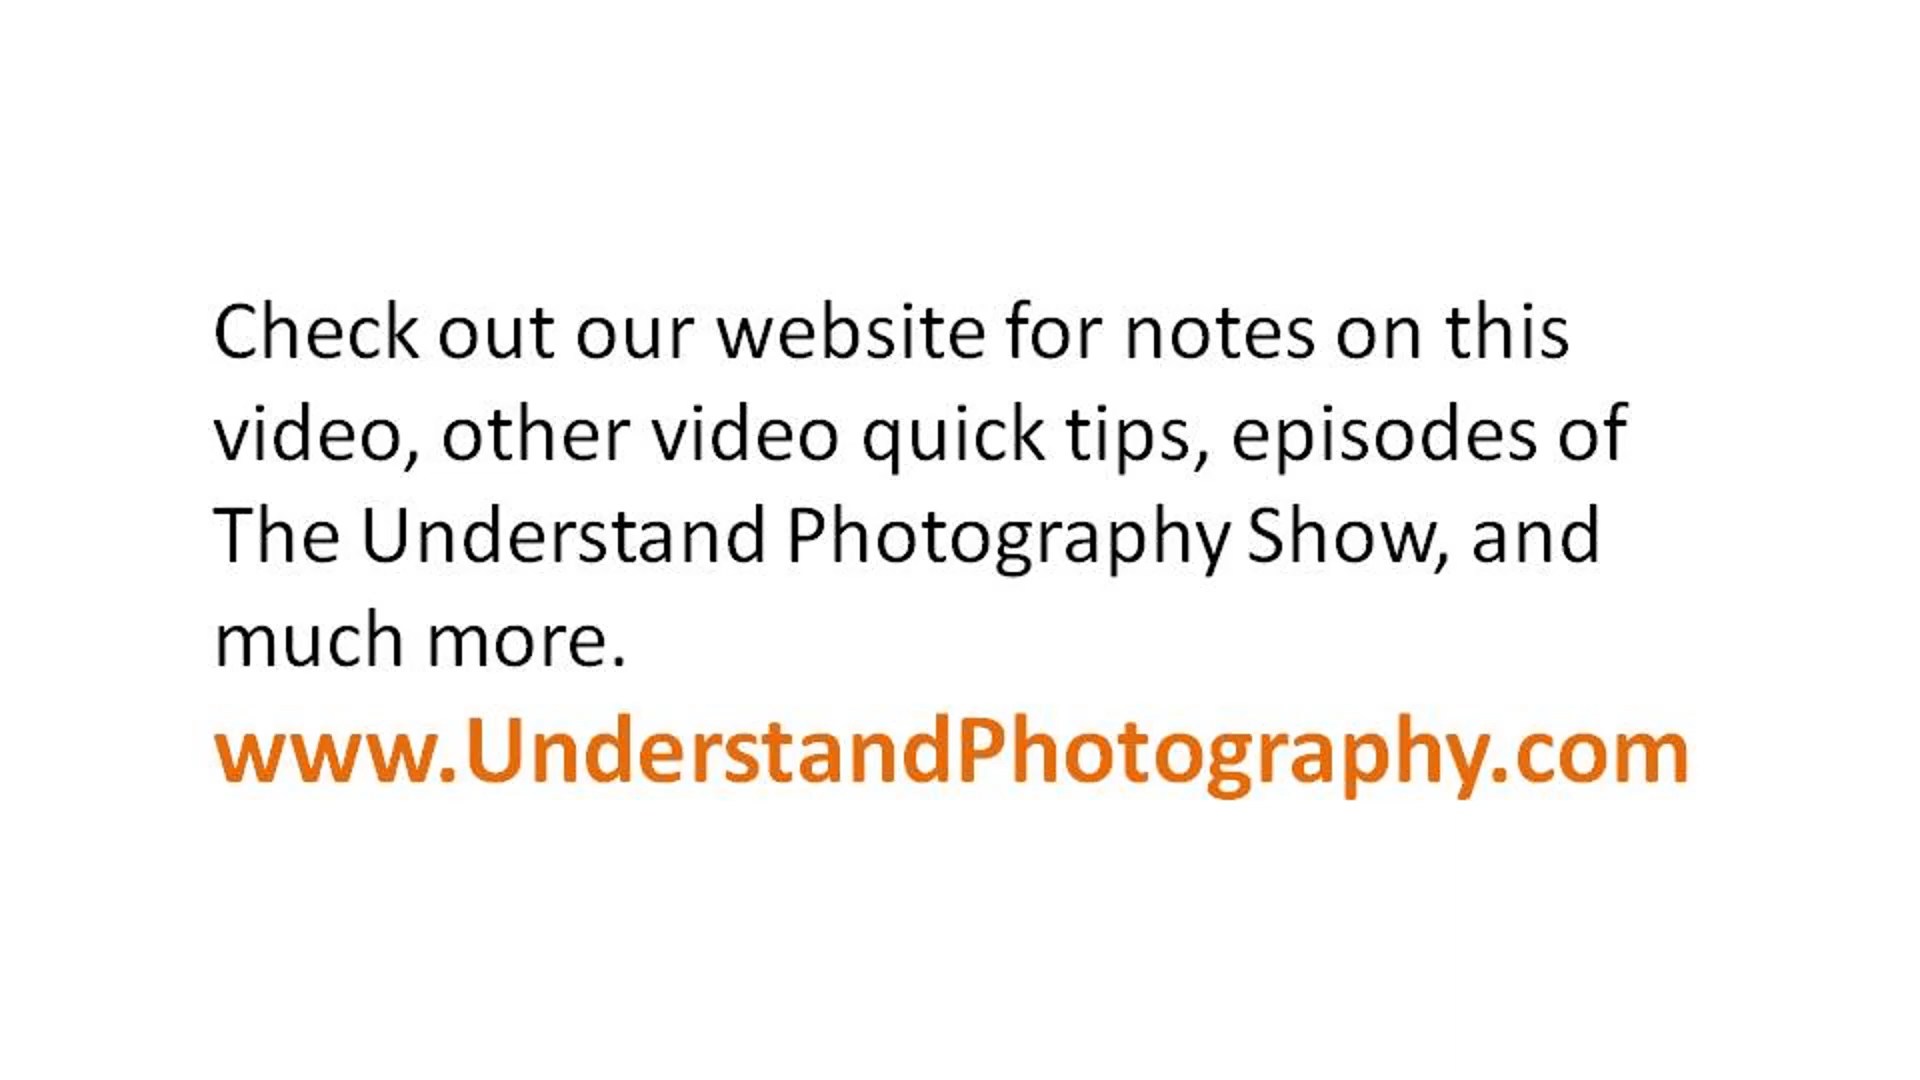 Check out our website for notes on this
video, other video quick tips, episodes of
The Understand Photography Show, and
much more.
www.UnderstandPhotography.com